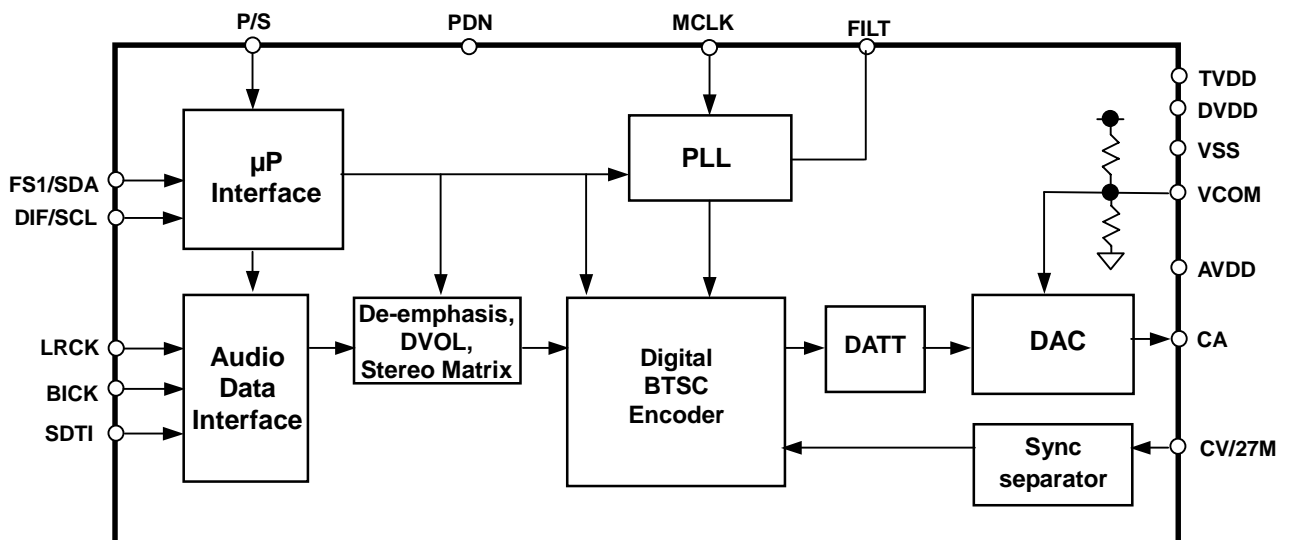 P/S
PDN
MCLK
FILT
TVDD
DVDD
VSS
VCOM
AVDD
CA
CV/27M
FS1/SDA
DIF/SCL
LRCK
BICK
SDTI
µP
Interface
PLL
Audio
Data
Interface
De-emphasis,
DVOL,
Stereo Matrix
Digital
BTSC
Encoder
DATT
DAC
Sync
separator